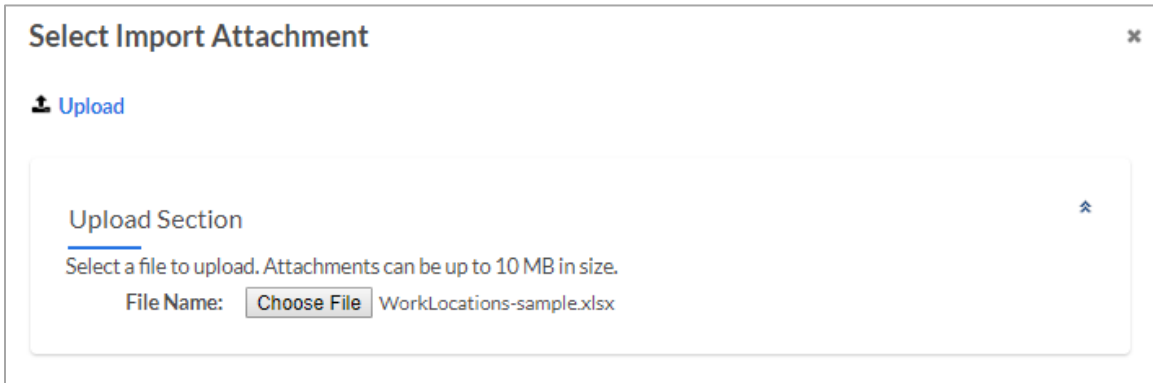 Select Import Attachment
Upload
Upload Section
Select a file to upload. Attachments can be up to 10 MB in size.
File Name: Choose File WorkLocations-sample.xlsx